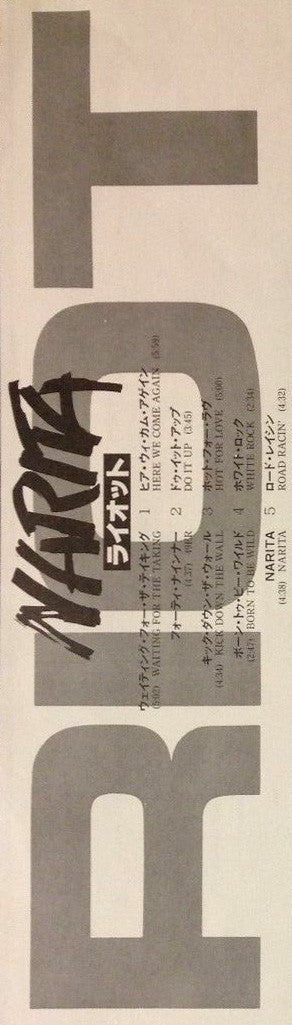 RIOT
NARITA
ライオット
ウェイティング・フォー・ザ・テイキング 1 ヒア・ウィ・カム・アゲイン
(5:02) WAITING FOR THE TAKING HERE WE COME AGAIN (5:58)
フォーティ・ナイナー 2 ドゥ・イット・アップ
(4:37) 49ER DO IT UP (3:45)
キック・ダウン・ザ・ウォール 3 ホット・フォー・ラヴ
(4:34) KICK DOWN THE WALL HOT FOR LOVE (5:00)
ボーン・トゥ・ビー・ワイルド 4 ホワイト・ロック
(2:47) BORN TO BE WILD WHITE ROCK (2:34)
NARITA 5 ロード・レイシン
(4:38) NARITA ROAD RACIN' (4:32)